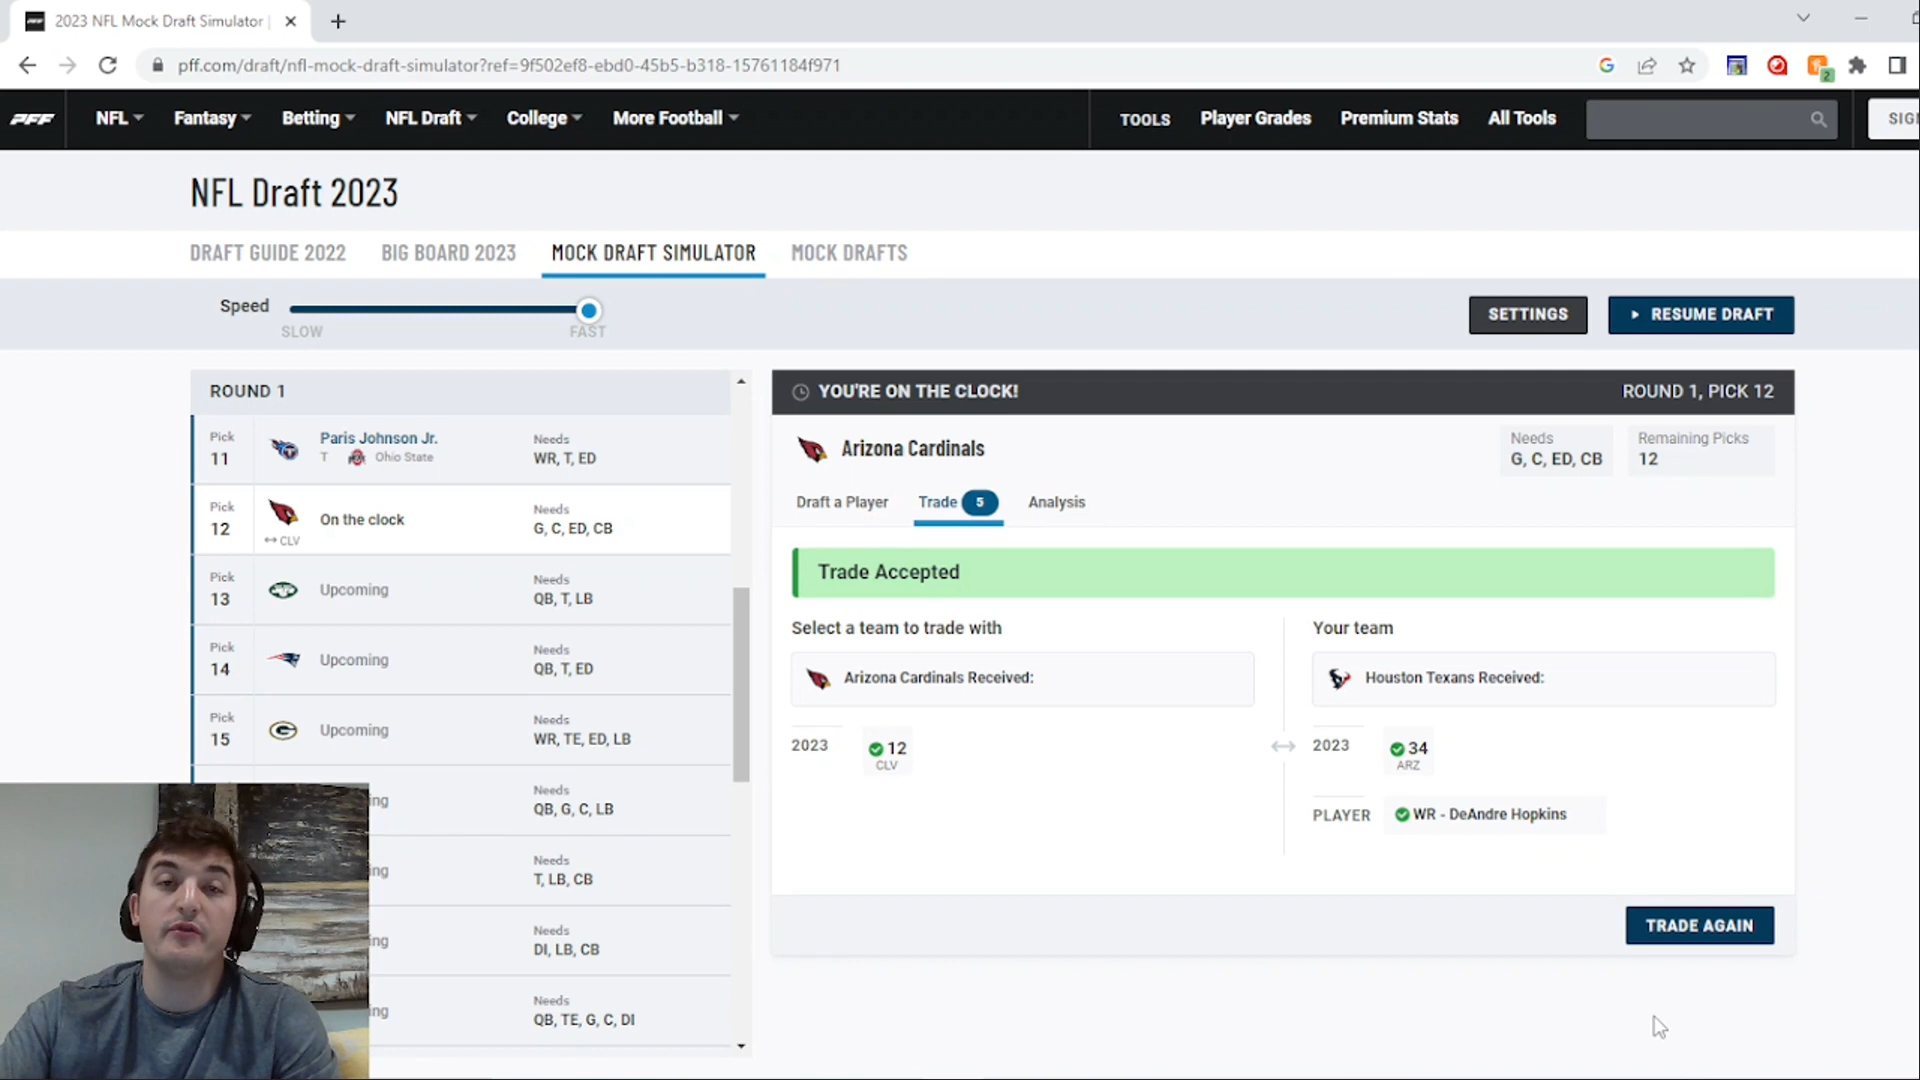 2023 NFL Mock Draft Simulator |
pff.com/draft/nfl-mock-draft-simulator?ref=9f502ef8-ebd0-45b5-b318-15761184f971
2
PFF
NFL
Fantasy
Betting
NFL Draft
College
More Football
TOOLS
Player Grades
Premium Stats
All Tools
SIG
NFL Draft 2023
DRAFT GUIDE 2022
BIG BOARD 2023
MOCK DRAFT SIMULATOR
MOCK DRAFTS
Speed
SLOW
FAST
SETTINGS
RESUME DRAFT
ROUND 1
Pick
11
Paris Johnson Jr.
T Ohio State
Needs
WR, T, ED
Pick
12
CLV
On the clock
Needs
G, C, ED, CB
Pick
13
Upcoming
Needs
QB, T, LB
Pick
14
Upcoming
Needs
QB, T, ED
Pick
15
Upcoming
Needs
WR, TE, ED, LB
ng
Needs
QB, G, C, LB
ng
Needs
T, LB, CB
ng
Needs
DI, LB, CB
ng
Needs
QB, TE, G, C, DI
YOU'RE ON THE CLOCK!
ROUND 1, PICK 12
Arizona Cardinals
Needs
G, C, ED, CB
Remaining Picks
12
Draft a Player
Trade 5
Analysis
Trade Accepted
Select a team to trade with
Arizona Cardinals Received:
2023
12
CLV
Your team
Houston Texans Received:
2023
34
ARZ
PLAYER
WR - DeAndre Hopkins
TRADE AGAIN